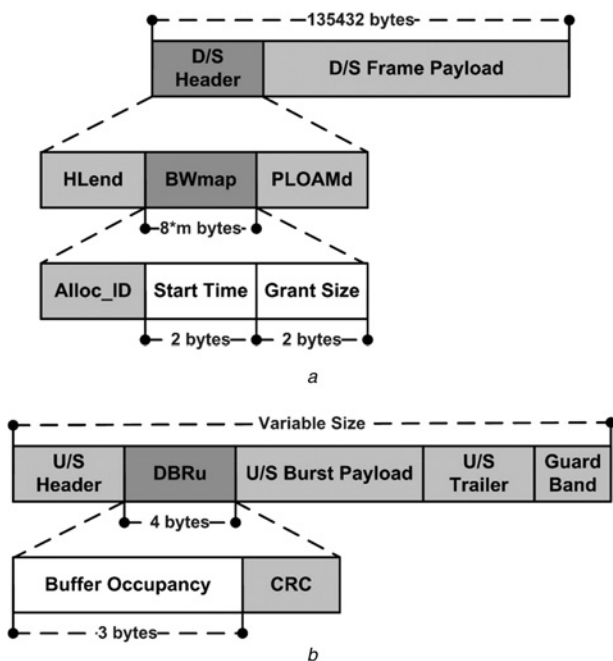 135432 bytes
D/S Header
D/S Frame Payload
HLend
BWmap
PLOAMd
8*m bytes
Alloc_ID
Start Time
Grant Size
2 bytes
2 bytes
a
Variable Size
U/S Header
DBRu
U/S Burst Payload
U/S Trailer
Guard Band
4 bytes
Buffer Occupancy
CRC
3 bytes
b